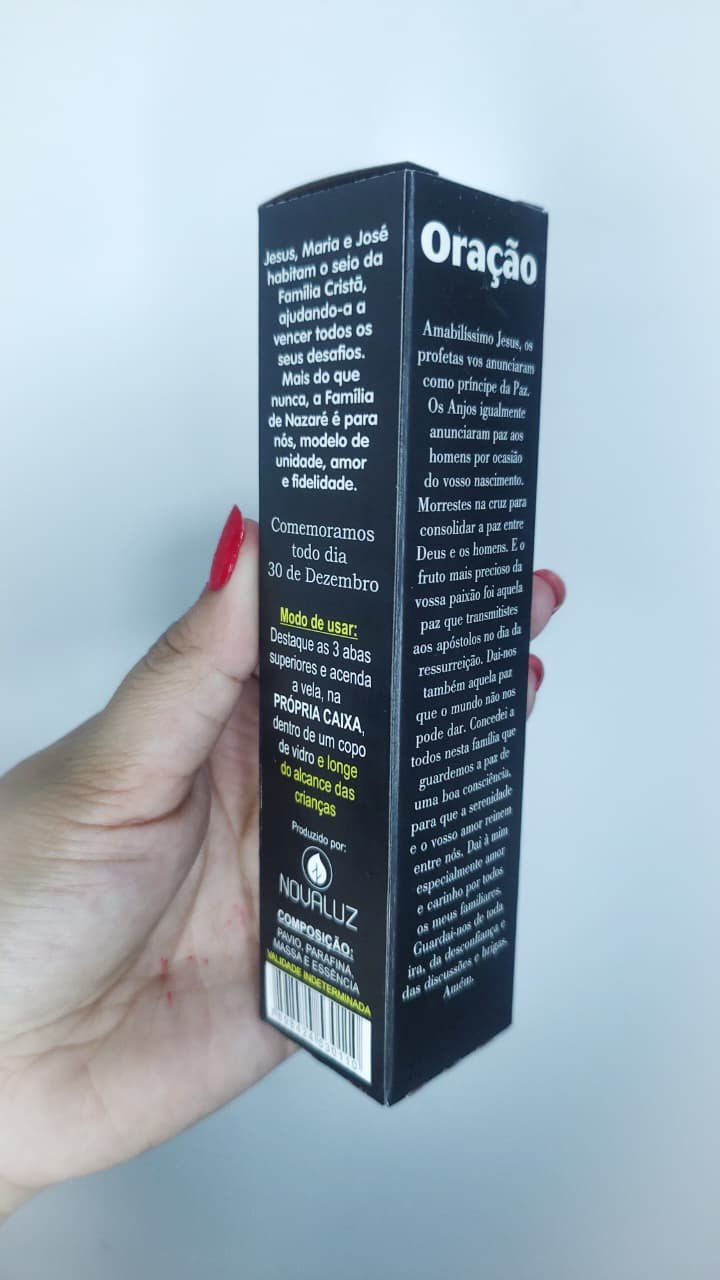 Jesus, Maria e José
habitam o seio da
Família Cristã,
ajudando-a a
vencer todos os
seus desafios.
Mais do que
nunca, a Família
de Nazaré é para
nós, modelo de
unidade, amor
e fidelidade.
Comemoramos
todo dia
30 de Dezembro
Modo de usar:
Destaque as 3 abas
superiores e acenda
a vela, na
PRÓPRIA CAIXA,
dentro de um copo
de vidro e longe
do alcance das
crianças
Produzido por:
NOVALUZ
COMPOSIÇÃO:
PAVIO, PARAFINA,
MASSA E ESSÊNCIA
VALIDADE INDETERMINADA
Oração
Amabilíssimo Jesus, os
profetas vos anunciaram
como príncipe da Paz.
Os Anjos igualmente
anunciaram paz aos
homens por ocasião
do vosso nascimento.
Morrestes na cruz para
consolidar a paz entre
Deus e os homens. E o
fruto mais precioso da
vossa paixão foi aquela
paz que transmitistes
aos apóstolos no dia da
ressurreição. Dai-nos
também aquela paz
que o mundo não nos
pode dar. Concedei a
todos nesta família que
guardemos a paz de
uma boa consciência,
para que a serenidade
e o vosso amor reinem
entre nós. Dai à mim
especialmente amor
e carinho por todos
os meus familiares.
Guardai-nos de toda
ira, da desconfiança e
das discussões e brigas.
Amém.